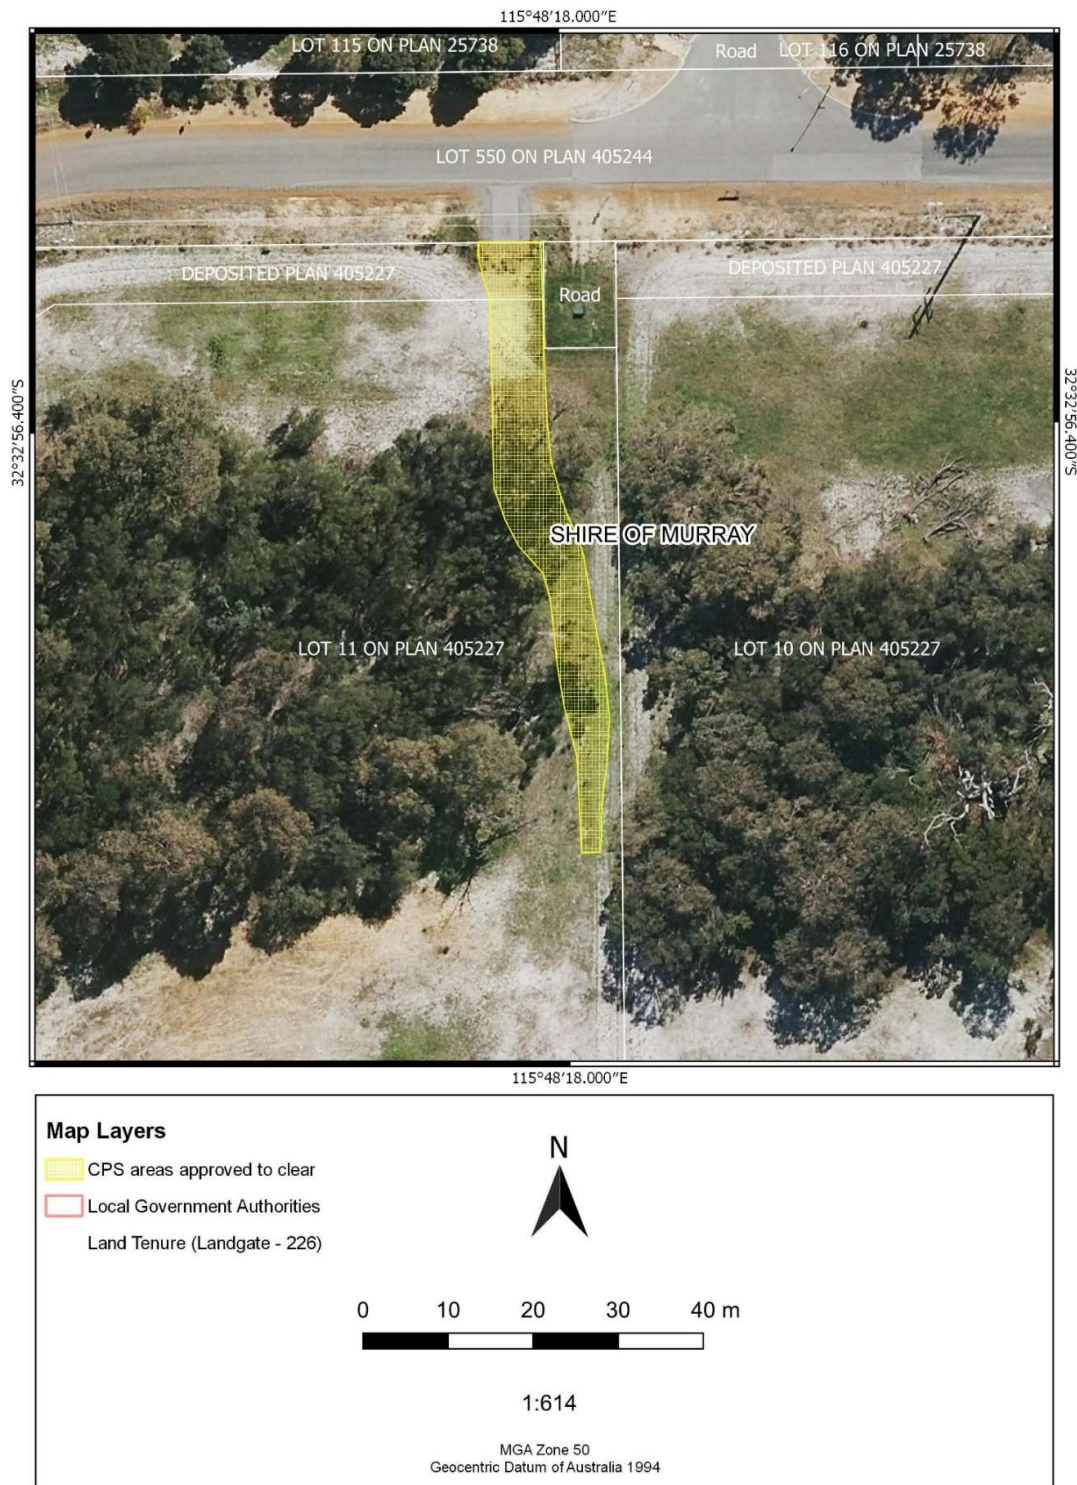 115°48'18.000"E
LOT 115 ON PLAN 25738
Road
LOT 116 ON PLAN 25738
LOT 550 ON PLAN 405244
DEPOSITED PLAN 405227
DEPOSITED PLAN 405227
Road
32°32'56.400"S
32°32'56.400"S
SHIRE OF MURRAY
LOT 11 ON PLAN 405227
LOT 10 ON PLAN 405227
115°48'18.000"E
Map Layers
CPS areas approved to clear
Local Government Authorities
Land Tenure (Landgate - 226)
N
0 10 20 30 40 m
1:614
MGA Zone 50
Geocentric Datum of Australia 1994